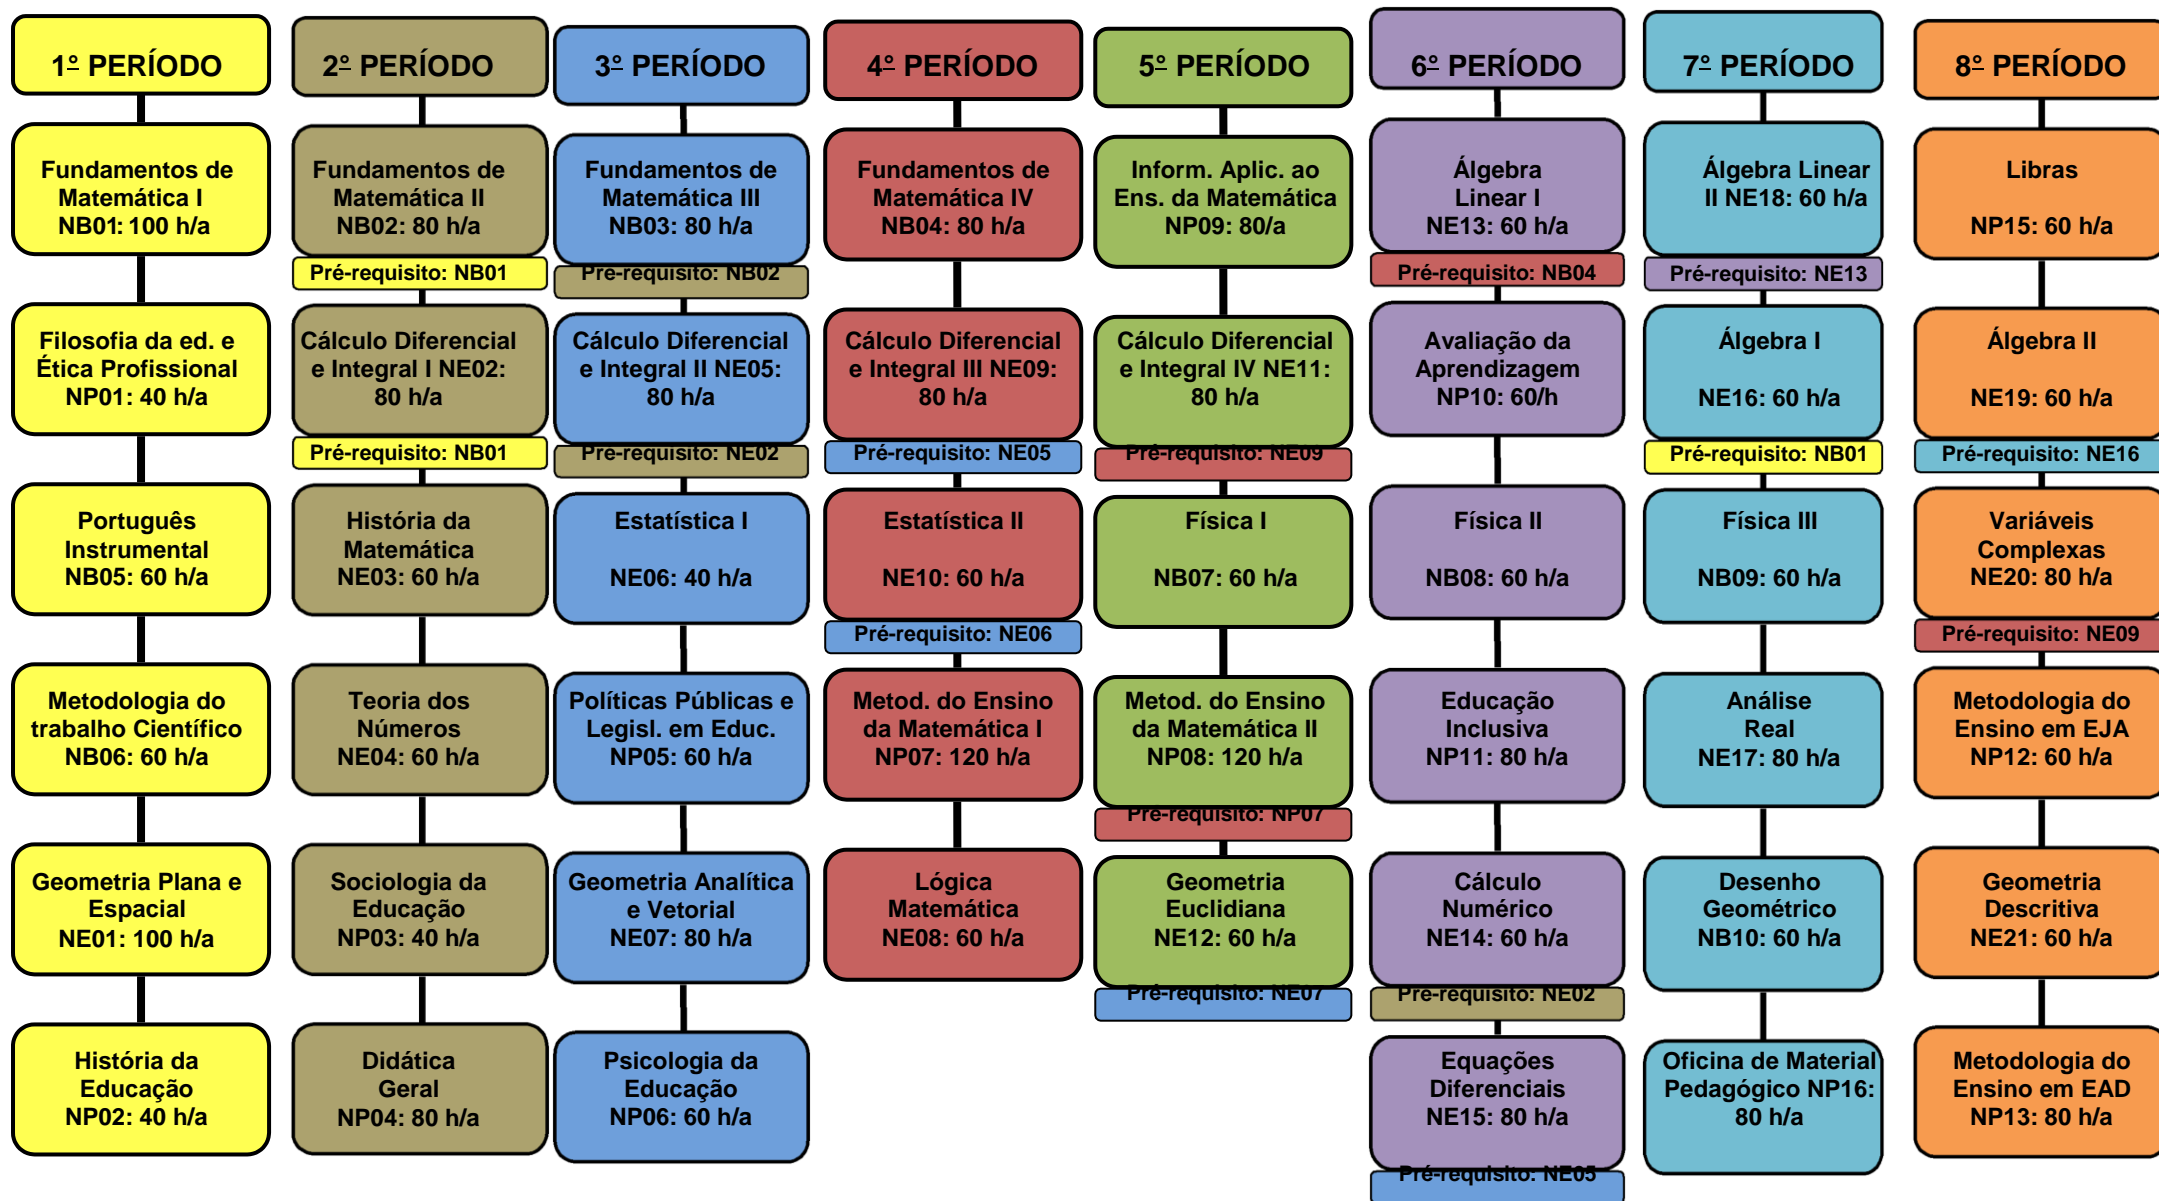 1º PERÍODO
Fundamentos de
Matemática I
NB01: 100 h/a
Filosofia da ed. e
Ética Profissional
NP01: 40 h/a
Português
Instrumental
NB05: 60 h/a
Metodologia do
trabalho Científico
NB06: 60 h/a
Geometria Plana e
Espacial
NE01: 100 h/a
História da
Educação
NP02: 40 h/a
2º PERÍODO
Fundamentos de
Matemática II
NB02: 80 h/a
Pré-requisito: NB01
Cálculo Diferencial
e Integral I NE02:
80 h/a
Pré-requisito: NB01
História da
Matemática
NE03: 60 h/a
Teoria dos
Números
NE04: 60 h/a
Sociologia da
Educação
NP03: 40 h/a
Didática
Geral
NP04: 80 h/a
3º PERÍODO
Fundamentos de
Matemática III
NB03: 80 h/a
Pré-requisito: NB02
Cálculo Diferencial
e Integral II NE05:
80 h/a
Pré-requisito: NE02
Estatística I
NE06: 40 h/a
Políticas Públicas e
Legisl. em Educ.
NP05: 60 h/a
Geometria Analítica
e Vetorial
NE07: 80 h/a
Psicologia da
Educação
NP06: 60 h/a
4º PERÍODO
Fundamentos de
Matemática IV
NB04: 80 h/a
Cálculo Diferencial
e Integral III NE09:
80 h/a
Pré-requisito: NE05
Estatística II
NE10: 60 h/a
Pré-requisito: NE06
Metod. do Ensino
da Matemática I
NP07: 120 h/a
Lógica
Matemática
NE08: 60 h/a
5º PERÍODO
Inform. Aplic. ao
Ens. da Matemática
NP09: 80/a
Cálculo Diferencial
e Integral IV NE11:
80 h/a
Pré-requisito: NE09
Física I
NB07: 60 h/a
Metod. do Ensino
da Matemática II
NP08: 120 h/a
Pré-requisito: NP07
Geometria
Euclidiana
NE12: 60 h/a
Pré-requisito: NE07
6º PERÍODO
Álgebra
Linear I
NE13: 60 h/a
Pré-requisito: NB04
Avaliação da
Aprendizagem
NP10: 60/h
Física II
NB08: 60 h/a
Educação
Inclusiva
NP11: 80 h/a
Cálculo
Numérico
NE14: 60 h/a
Pré-requisito: NE02
Equações
Diferenciais
NE15: 80 h/a
Pré-requisito: NE05
7º PERÍODO
Álgebra Linear
II NE18: 60 h/a
Pré-requisito: NE13
Álgebra I
NE16: 60 h/a
Pré-requisito: NB01
Física III
NB09: 60 h/a
Análise
Real
NE17: 80 h/a
Desenho
Geométrico
NB10: 60 h/a
Oficina de Material
Pedagógico NP16:
80 h/a
8º PERÍODO
Libras
NP15: 60 h/a
Álgebra II
NE19: 60 h/a
Pré-requisito: NE16
Variáveis
Complexas
NE20: 80 h/a
Pré-requisito: NE09
Metodologia do
Ensino em EJA
NP12: 60 h/a
Geometria
Descritiva
NE21: 60 h/a
Metodologia do
Ensino em EAD
NP13: 80 h/a